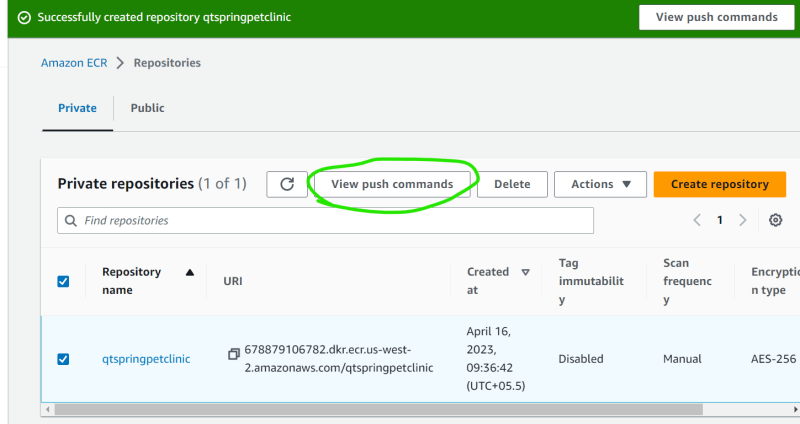 Successfully created repository qtspringpetclinic
View push commands
Amazon ECR > Repositories
Private
Public
Private repositories (1 of 1)
View push commands
Delete
Actions
Create repository
Find repositories
1
Repository
name
URI
Created
at
Tag
immutabilit
y
Scan
frequenc
y
Encryptio
n type
qtspringpetclinic
678879106782.dkr.ecr.us-west-
2.amazonaws.com/qtspringpetclinic
April 16,
2023,
09:36:42
(UTC+05.5)
Disabled
Manual
AES-256